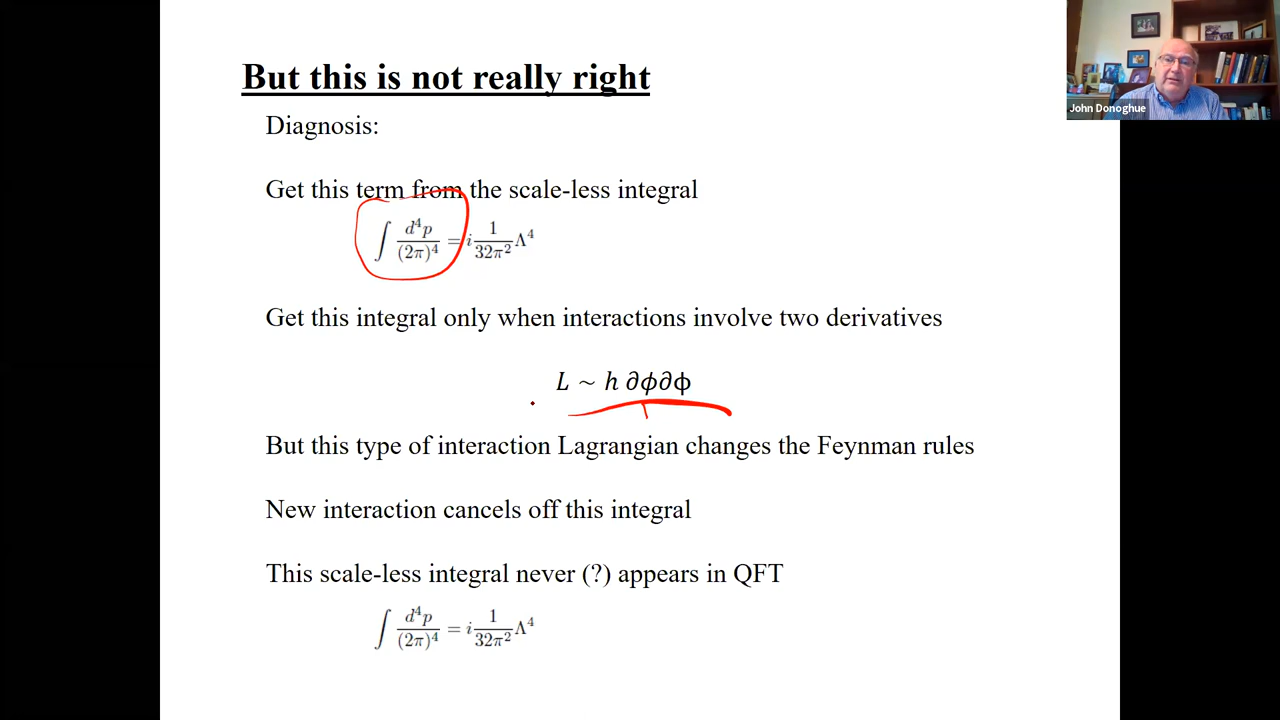 But this is not really right
John Donoghue
Diagnosis:
Get this term from the scale-less integral
∫ d⁴p/(2π)⁴ = i 1/32π² Λ⁴
Get this integral only when interactions involve two derivatives
L ~ h ∂ϕ∂φ
But this type of interaction Lagrangian changes the Feynman rules
New interaction cancels off this integral
This scale-less integral never (?) appears in QFT
∫ d⁴p/(2π)⁴ = i 1/32π² Λ⁴